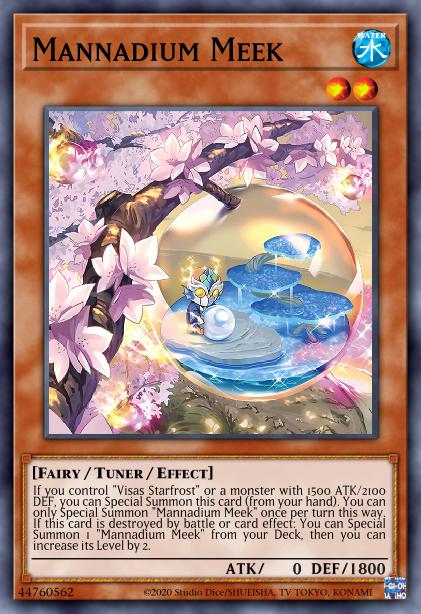 MANNADIUM MEEK
WATER
水
[FAIRY / TUNER / EFFECT]
If you control "Visas Starfrost" or a monster with 1500 ATK/2100
DEF, you can Special Summon this card (from your hand). You can
only Special Summon "Mannadium Meek" once per turn this way.
If this card is destroyed by battle or card effect: You can Special
Summon 1 "Mannadium Meek" from your Deck, then you can
increase its Level by 2.
ATK/ 0 DEF/1800
44760562
©2020 Studio Dice/SHUEISHA, TV TOKYO, KONAMI